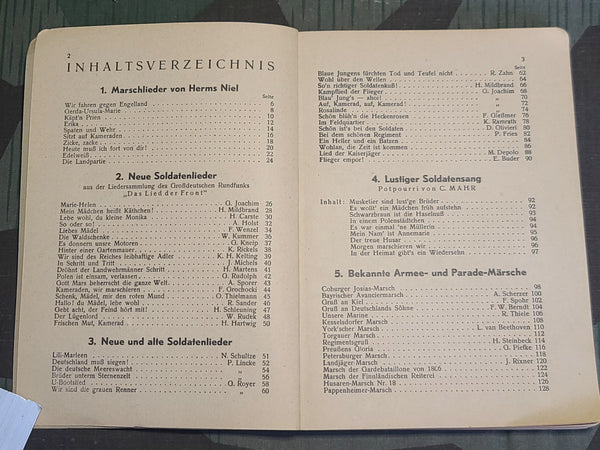 2
INHALTSVERZEICHNIS
1. Marschlieder von Herms Niel
Seite
Wir fahren gegen Engelland 6
Gerda-Ursula-Marie 8
Käpt'n Prien 10
Erika 12
Spaten und Wehr 14
Sitzt auf Kameraden 16
Zicke, zacke 18
Heute muß ich fort von dir! 20
Edelweiß 22
Die Landpartie 24
2. Neue Soldatenlieder
aus der Liedersammlung des Großdeutschen Rundfunks
„Das Lied der Front"
Marie-Helen G. Joachim 26
Mein Mädchen heißt Käthchen! H. Mildbrand 28
Lebe wohl, du kleine Monika H. Carste 30
So oder so! A. Holst 32
Liebes Mädel F. Wenzel 33
Die Waldschenke W. Kummer 36
Es donnern unsre Motoren G. Kneip 37
Hinter einer Gartenmauer K. Rickels 38
Wir sind des Reiches leibhaftige Adler K. H. Kelting 39
In Schritt und Tritt J. Michels 40
Dröhnt der Landwehrmänner Schritt H. Martens 41
Polen ist einsam, verlassen O. Rudolph 42
Gott Mars beherrscht die ganze Welt A. Sporer 43
Kameraden, wir marschieren F. Grochocki 44
Schenk, Mädel, mir den roten Mund O. Thielmann 45
Hallo! du Mädel, lebe wohl R. Sander 46
Gebt acht, der Feind hört mit! H. Schleuning 47
Der Lügenlord W. Rudek 48
Frischen Mut, Kamerad H. Hartwig 50
3. Neue und alte Soldatenlieder
Lili-Marleen N. Schultze 51
Deutschland muß siegen! P. Lincke 52
Die deutsche Meereswacht „ 54
Brüder unterm Sternenzelt „ 56
U-Bootslied G. Royer 58
Wir sind die grauen Renner „ 60
3
Seite
Blaue Jungens fürchten Tod und Teufel nicht R. Zahn 62
Wohl über den Wellen „ 64
So'n richtiger Soldatenkuß! H. Mildbrand 66
Kampflied der Flieger G. Joachim 68
Blau' Jung's — ahoi! „ 70
Auf, Kamerad, auf, Kamerad! „ 72
Rosalinde „ 74
Schön blüh'n die Heckenrosen F. Gleßmer 76
Im Feldquartier K. Ramrath 78
Schön ist's bei den Soldaten D. Olivieri 80
Bei dem schönen Regiment P. Fries 82
Ein Heller und ein Batzen 84
Wohlan, die Zeit ist kommen 86
Lied der Kaiserjäger M. Depolo 88
Flieger empor! E. Buder 90
4. Lustiger Soldatensang
Potpourri von C. MAHR
Inhalt: Musketier sind lust'ge Brüder 92
Es wollt' ein Mädchen früh aufstehn 92
Schwarzbraun ist die Haselnuß 93
In einem Polenstädtchen 94
Es war einmal 'ne Müllerin 94
Mein Nam' ist Annemarie 95
Der treue Husar 95
Morgen marschieren wir 96
In der Heimat gibt's ein Wiedersehn 96
5. Bekannte Armee- und Parade-Märsche
Coburger Josias-Marsch 98
Bayrischer Avanciermarsch A. Scherzer 100
Gruß an Kiel F. Spohr 102
Gruß an Deutschlands Söhne F. W. Berndt 104
Unsere Marine R. Thiele 106
Kesselsdorfer Marsch 108
York'scher Marsch L. van Beethoven 110
Torgauer Marsch 112
Regimentsgruß H. Steinbeck 114
Preußens Gloria G. Piefke 116
Petersburger Marsch 118
Landjäger-Marsch J. Rixner 120
Marsch der Gardebataillone von 1806 122
Marsch der Finnländischen Reiterei 124
Husaren-Marsch Nr. 18 126
Pappenheimer-Marsch 128